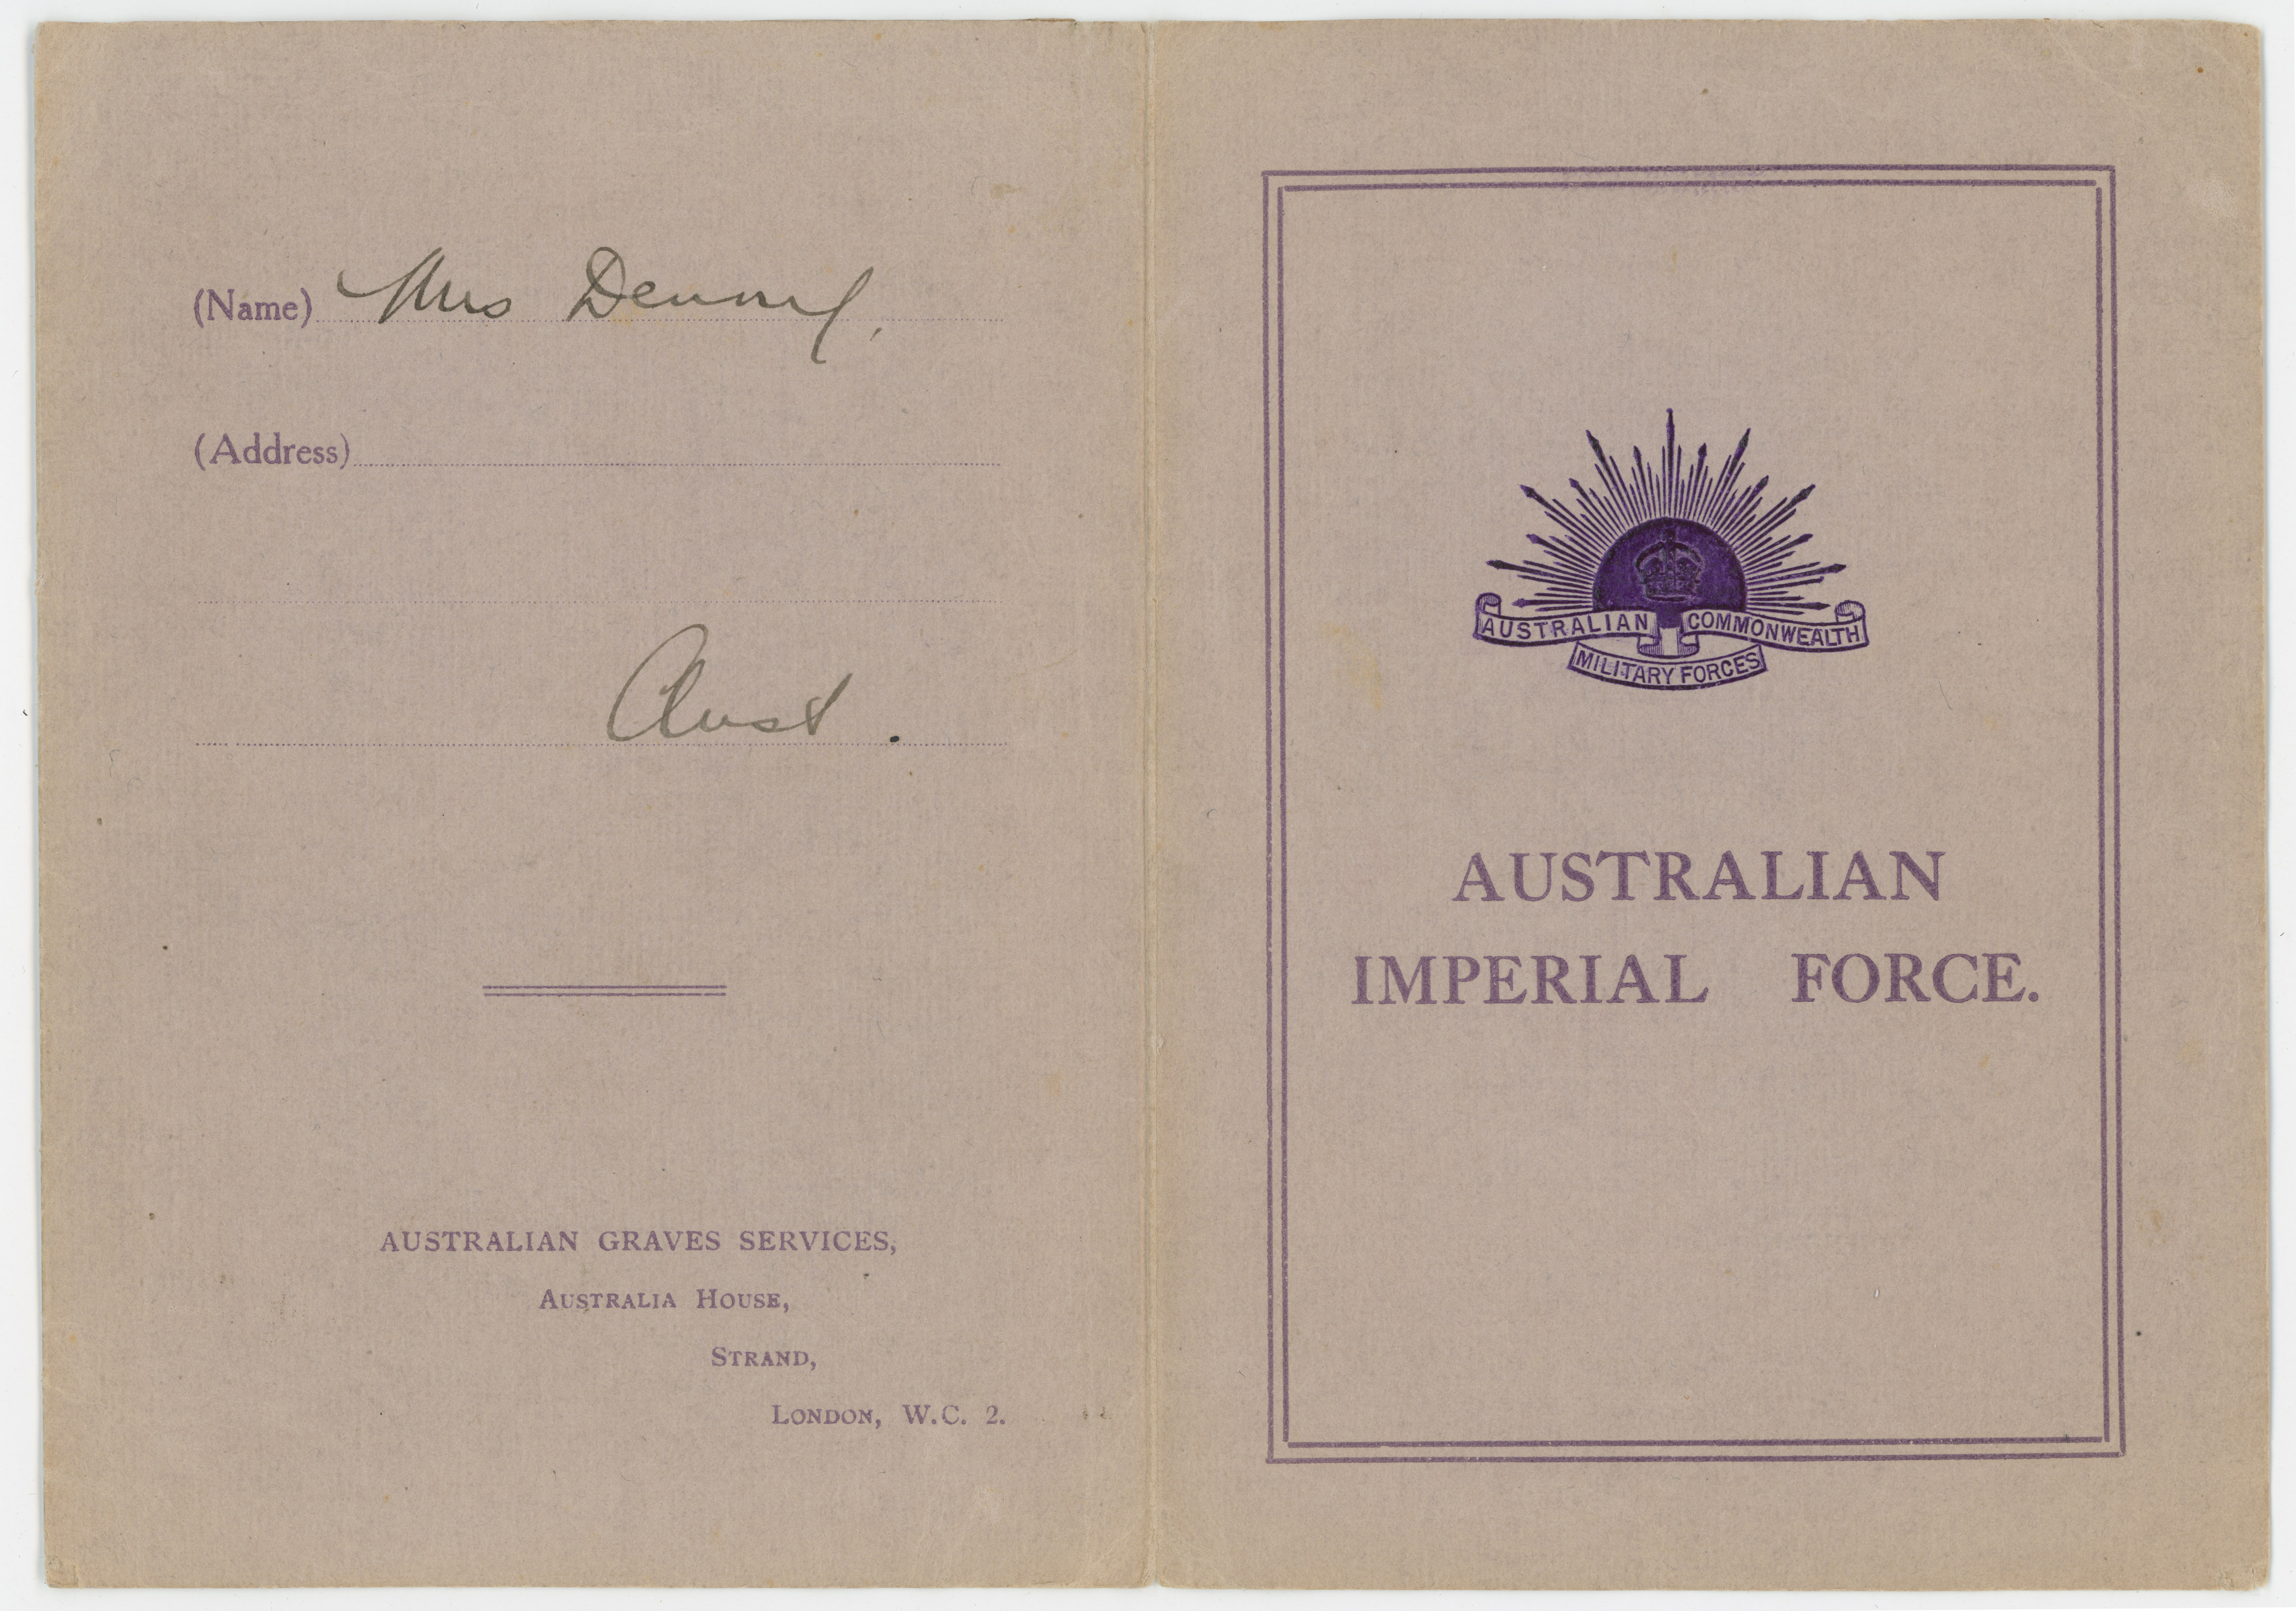 (Name) Mrs Denny.
(Address)
Aust.
AUSTRALIAN GRAVES SERVICES,
AUSTRALIA HOUSE,
STRAND,
LONDON, W.C. 2.
AUSTRALIAN COMMONWEALTH
MILITARY FORCES
AUSTRALIAN
IMPERIAL FORCE.